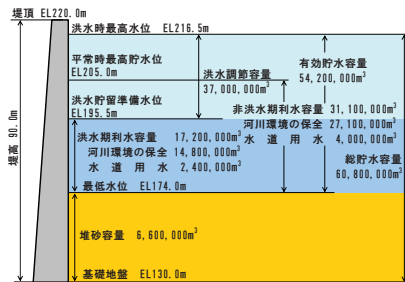 堤頂 EL220.0m
洪水時最高水位 EL216.5m
平常時最高貯水位
EL205.0m
洪水調節容量
37,000,000m³
有効貯水容量
54,200,000m³
洪水貯留準備水位
EL195.5m
非洪水期利水容量 31,100,000m³
河川環境の保全 27,100,000m³
水道用水 4,000,000m³
洪水期利水容量 17,200,000m³
河川環境の保全 14,800,000m³
水道用水 2,400,000m³
総貯水容量
60,800,000m³
最低水位 EL174.0m
堆砂容量 6,600,000m³
基礎地盤 EL130.0m
堤高 90.0m